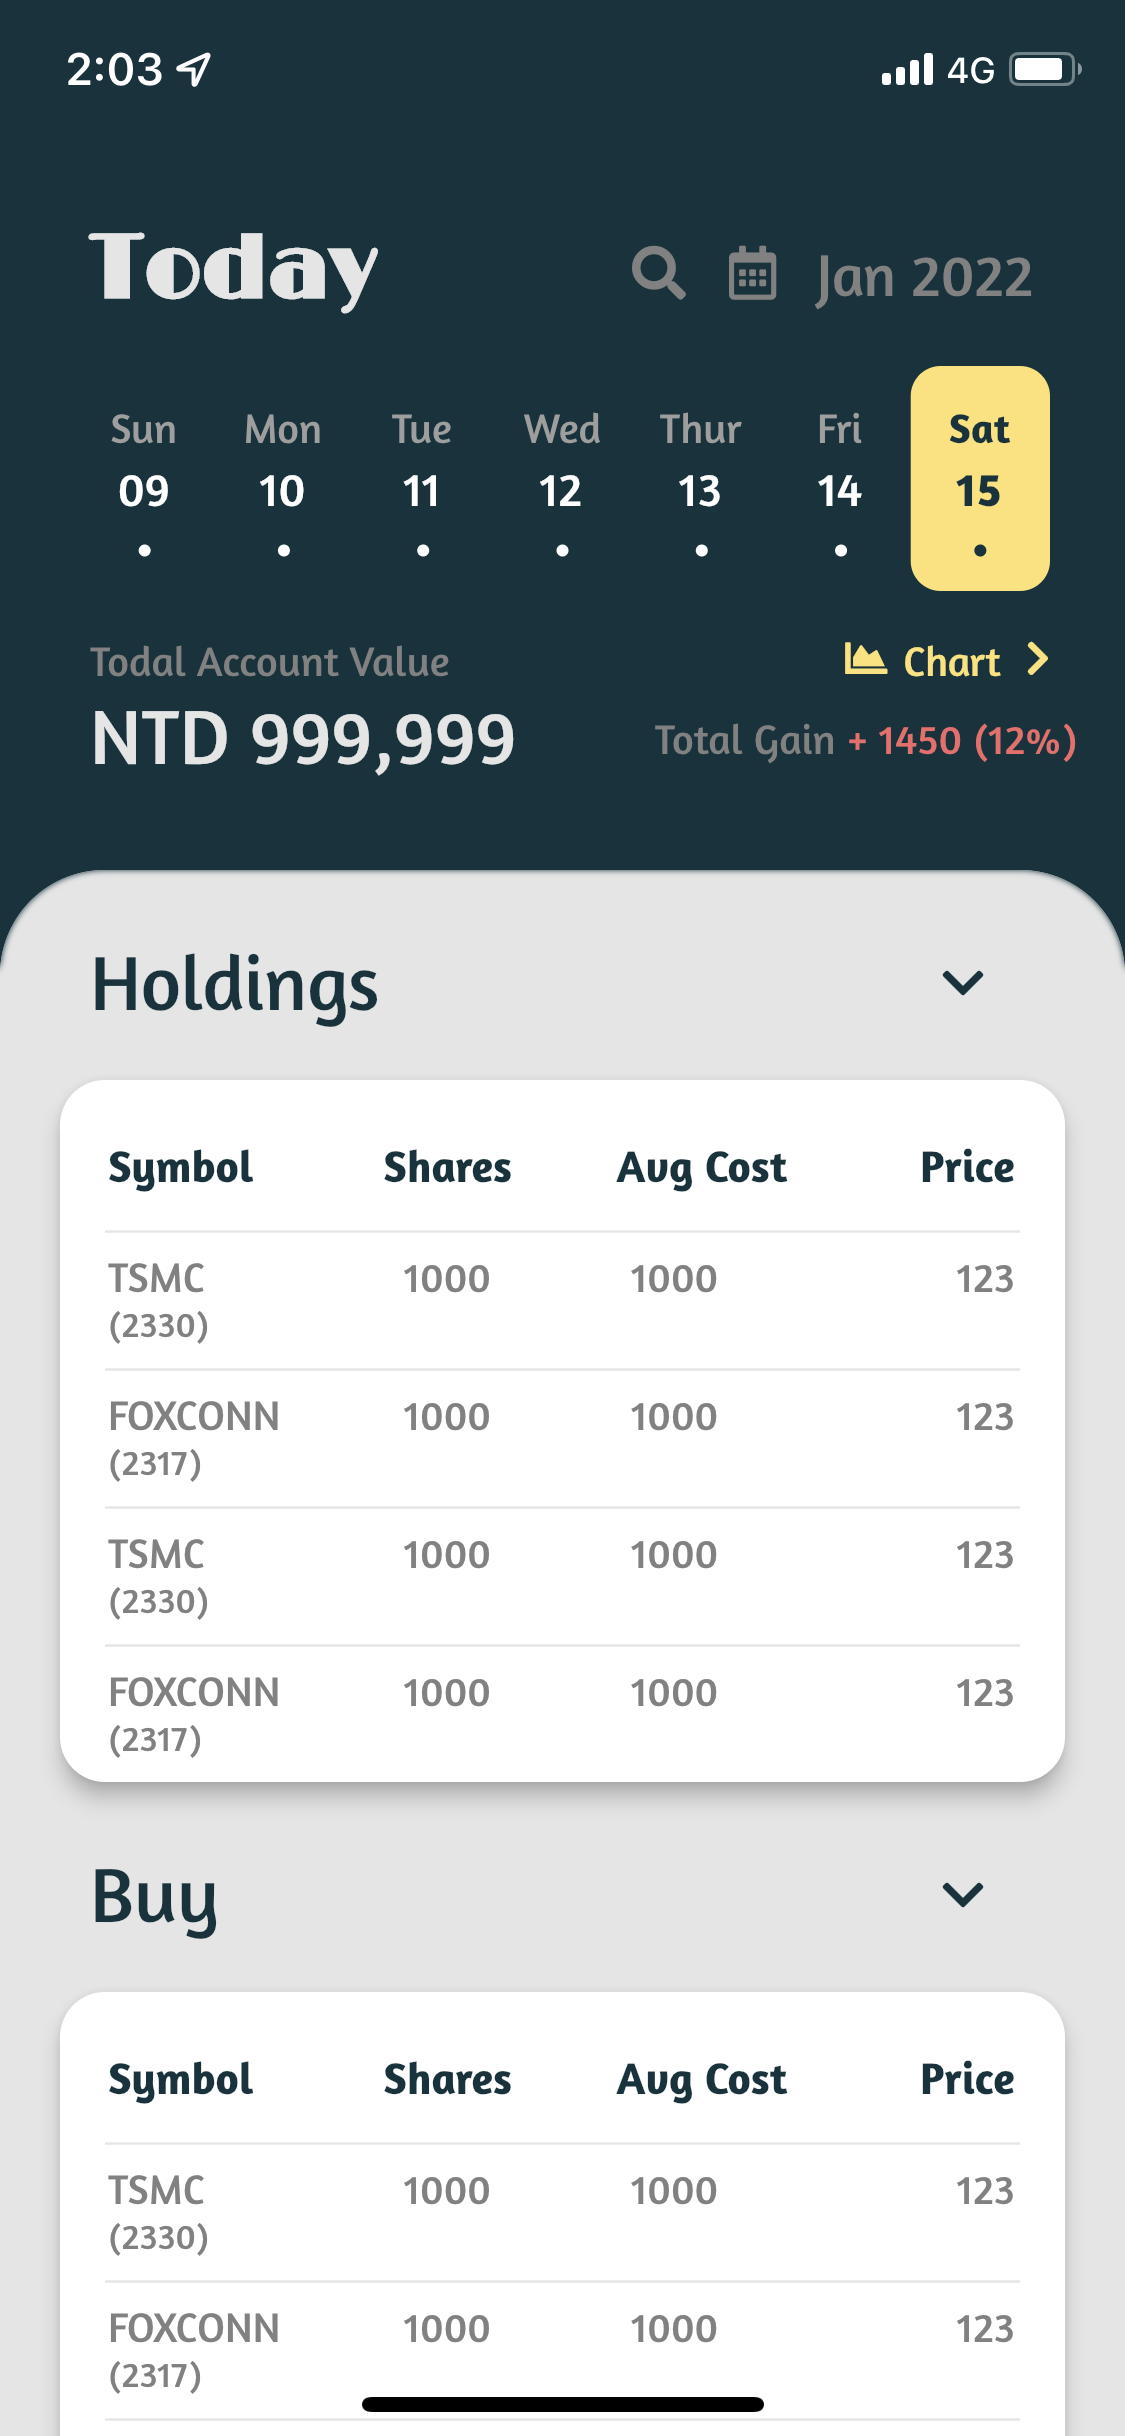 2:03 4G
Today Jan 2022
Sun Mon Tue Wed Thur Fri Sat
09 10 11 12 13 14 15
Todal Account Value Chart
NTD 999,999 Total Gain + 1450 (12%)
Holdings
Symbol Shares Avg Cost Price
TSMC 1000 1000 123
(2330)
FOXCONN 1000 1000 123
(2317)
TSMC 1000 1000 123
(2330)
FOXCONN 1000 1000 123
(2317)
Buy
Symbol Shares Avg Cost Price
TSMC 1000 1000 123
(2330)
FOXCONN 1000 1000 123
(2317)